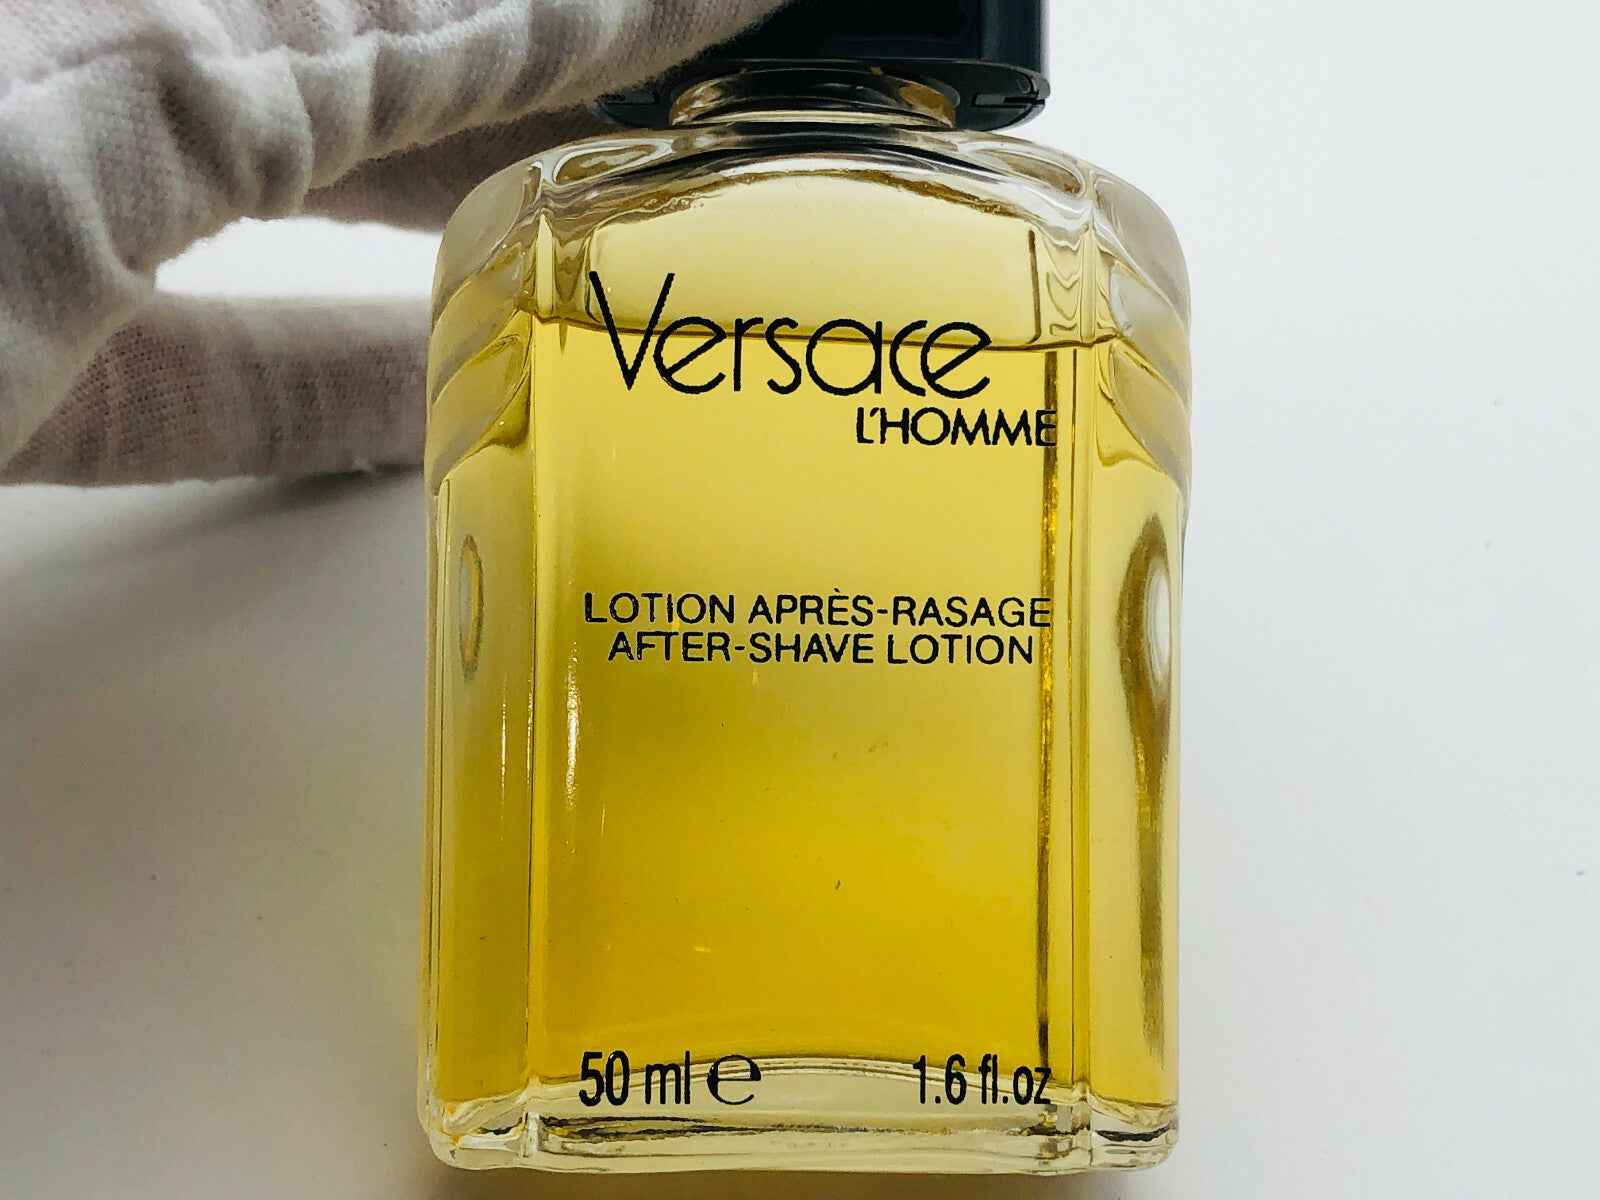 Versace
L'HOMME
LOTION APRÈS-RASAGE
AFTER-SHAVE LOTION
50 ml ℮ 1.6 fl.oz